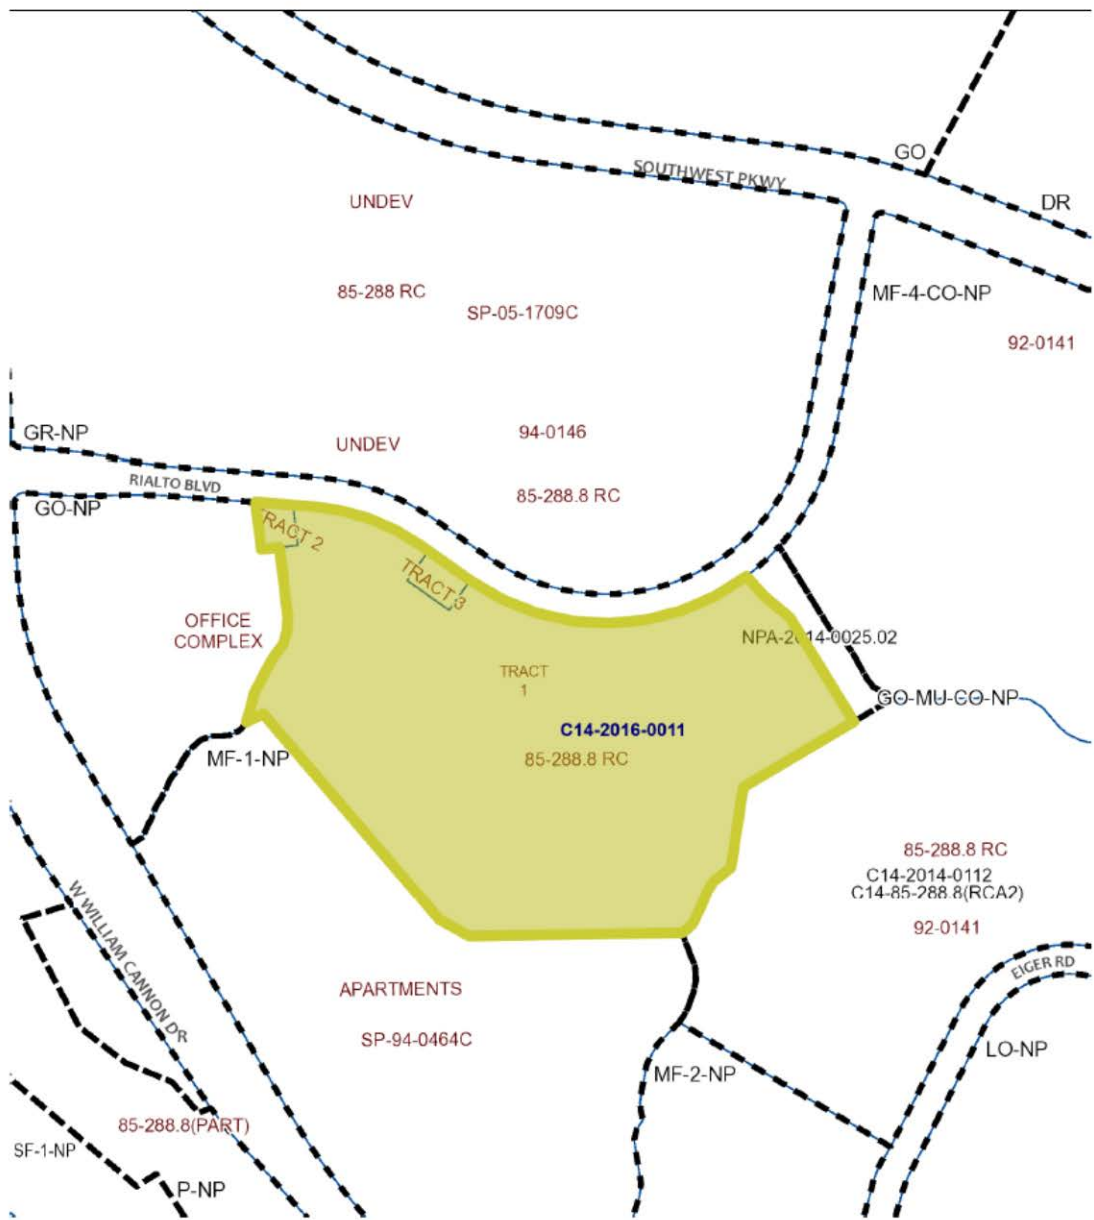 GO
SOUTHWEST PKWY
UNDEV
DR
85-288 RC
MF-4-CO-NP
SP-05-1709C
92-0141
GR-NP
94-0146
UNDEV
RIALTO BLVD
85-288.8 RC
GO-NP
TRACT 2
TRACT 3
OFFICE
COMPLEX
NPA-2014-0025.02
TRACT
1
GO-MU-CO-NP
C14-2016-0011
MF-1-NP
85-288.8 RC
85-288.8 RC
C14-2014-0112
C14-85-288.8(RCA2)
W WILLIAM CANNON DR
92-0141
EIGER RD
APARTMENTS
SP-94-0464C
LO-NP
MF-2-NP
85-288.8(PART)
SF-1-NP
P-NP